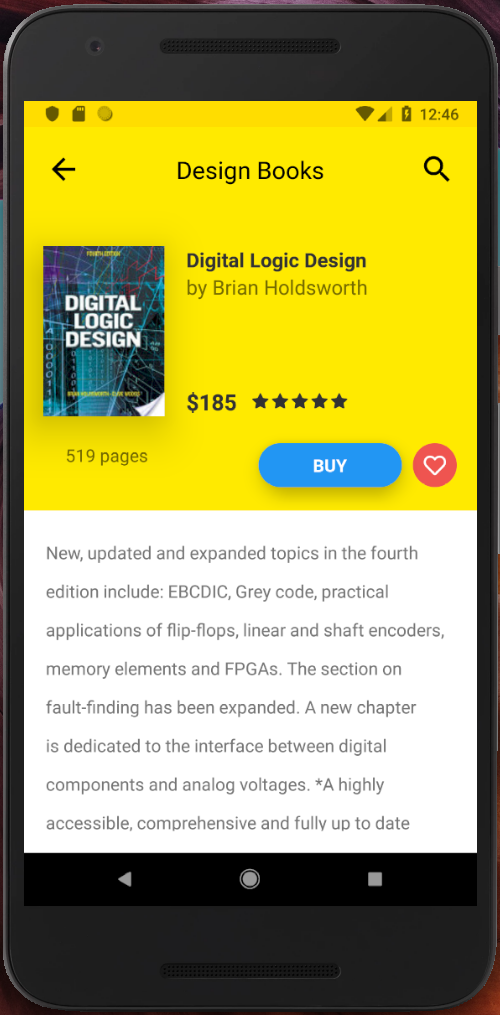 12:46
Design Books
FOURTH EDITION
DIGITAL
LOGIC
DESIGN
BRIAN HOLDSWORTH • CLIVE WOODS
Digital Logic Design
by Brian Holdsworth
$185
519 pages
BUY
New, updated and expanded topics in the fourth
edition include: EBCDIC, Grey code, practical
applications of flip-flops, linear and shaft encoders,
memory elements and FPGAs. The section on
fault-finding has been expanded. A new chapter
is dedicated to the interface between digital
components and analog voltages. *A highly
accessible, comprehensive and fully up to date